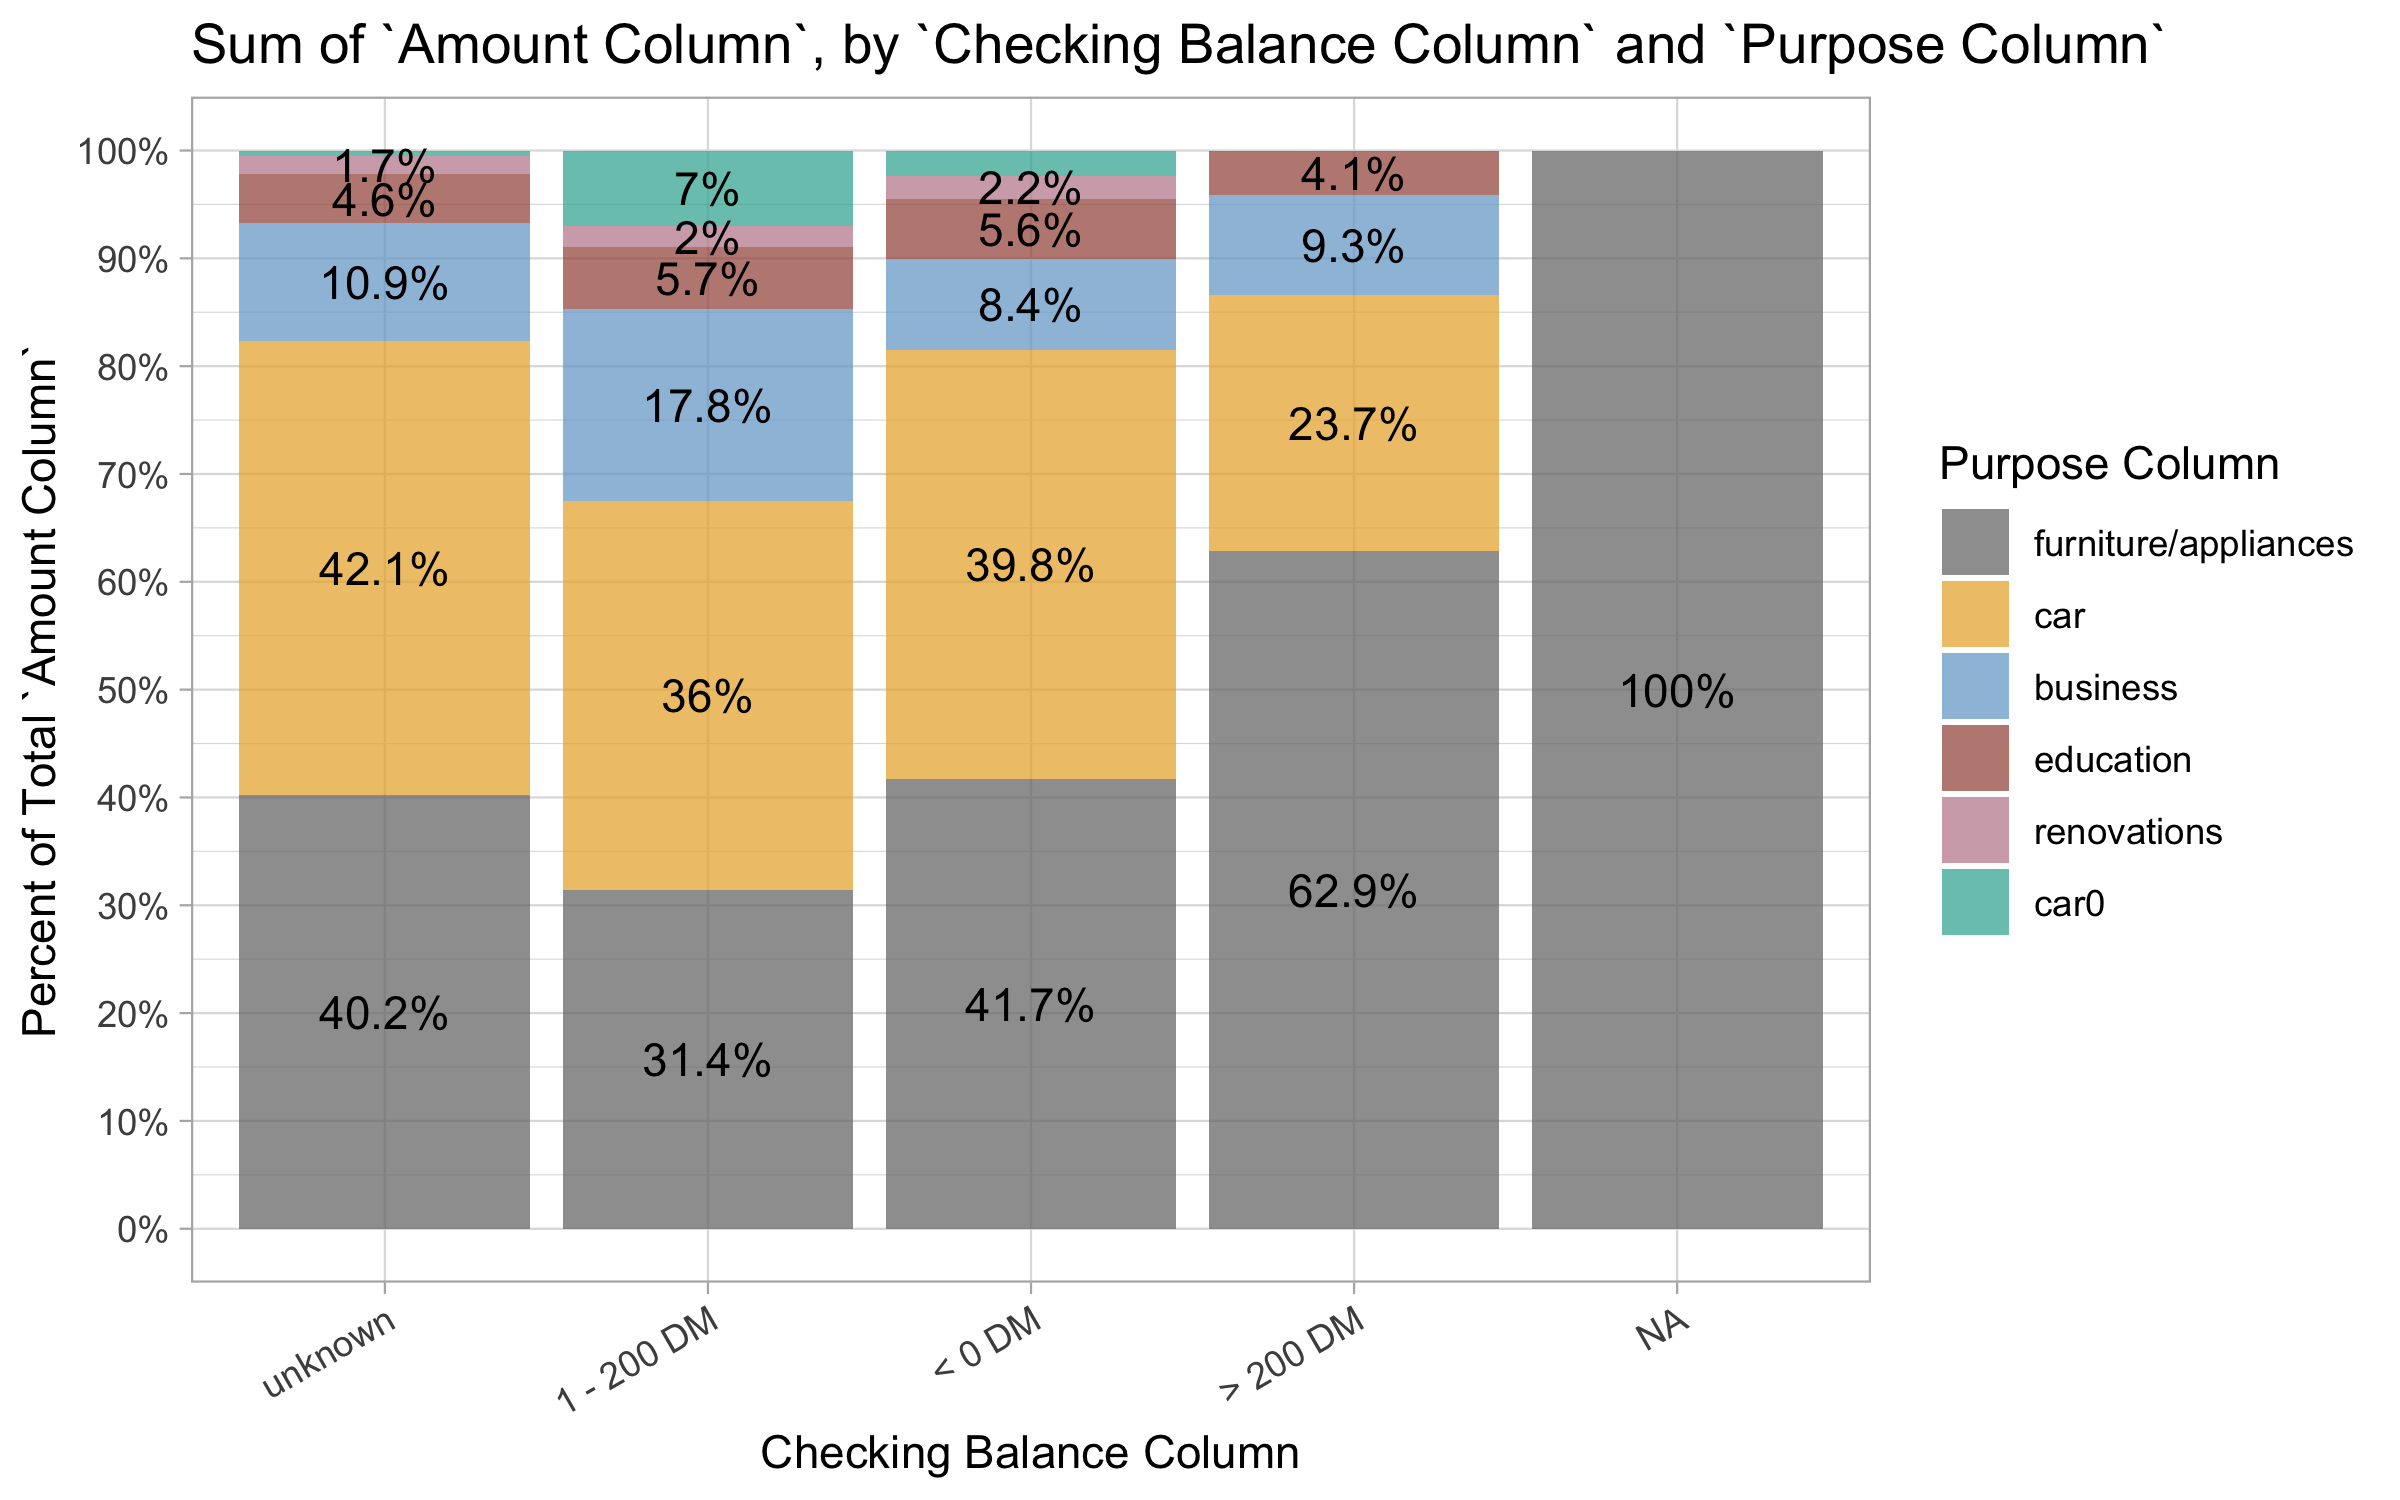 Sum of `Amount Column`, by `Checking Balance Column` and `Purpose Column`
Percent of Total `Amount Column`
100%
90%
80%
70%
60%
50%
40%
30%
20%
10%
0%
1.7%
4.6%
10.9%
42.1%
40.2%
7%
2%
5.7%
17.8%
36%
31.4%
2.2%
5.6%
8.4%
39.8%
41.7%
4.1%
9.3%
23.7%
62.9%
100%
unknown
1 - 200 DM
< 0 DM
> 200 DM
NA
Checking Balance Column
Purpose Column
furniture/appliances
car
business
education
renovations
car0